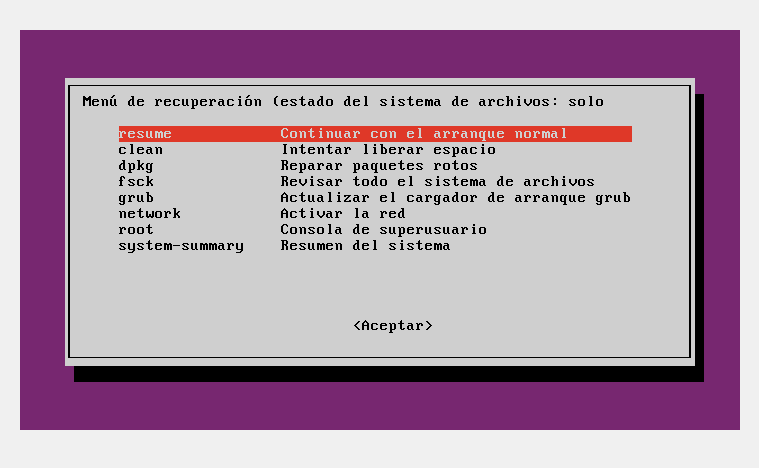 Menú de recuperación (estado del sistema de archivos: solo
resume Continuar con el arranque normal
clean Intentar liberar espacio
dpkg Reparar paquetes rotos
fsck Revisar todo el sistema de archivos
grub Actualizar el cargador de arranque grub
network Activar la red
root Consola de superusuario
system-summary Resumen del sistema
<Aceptar>